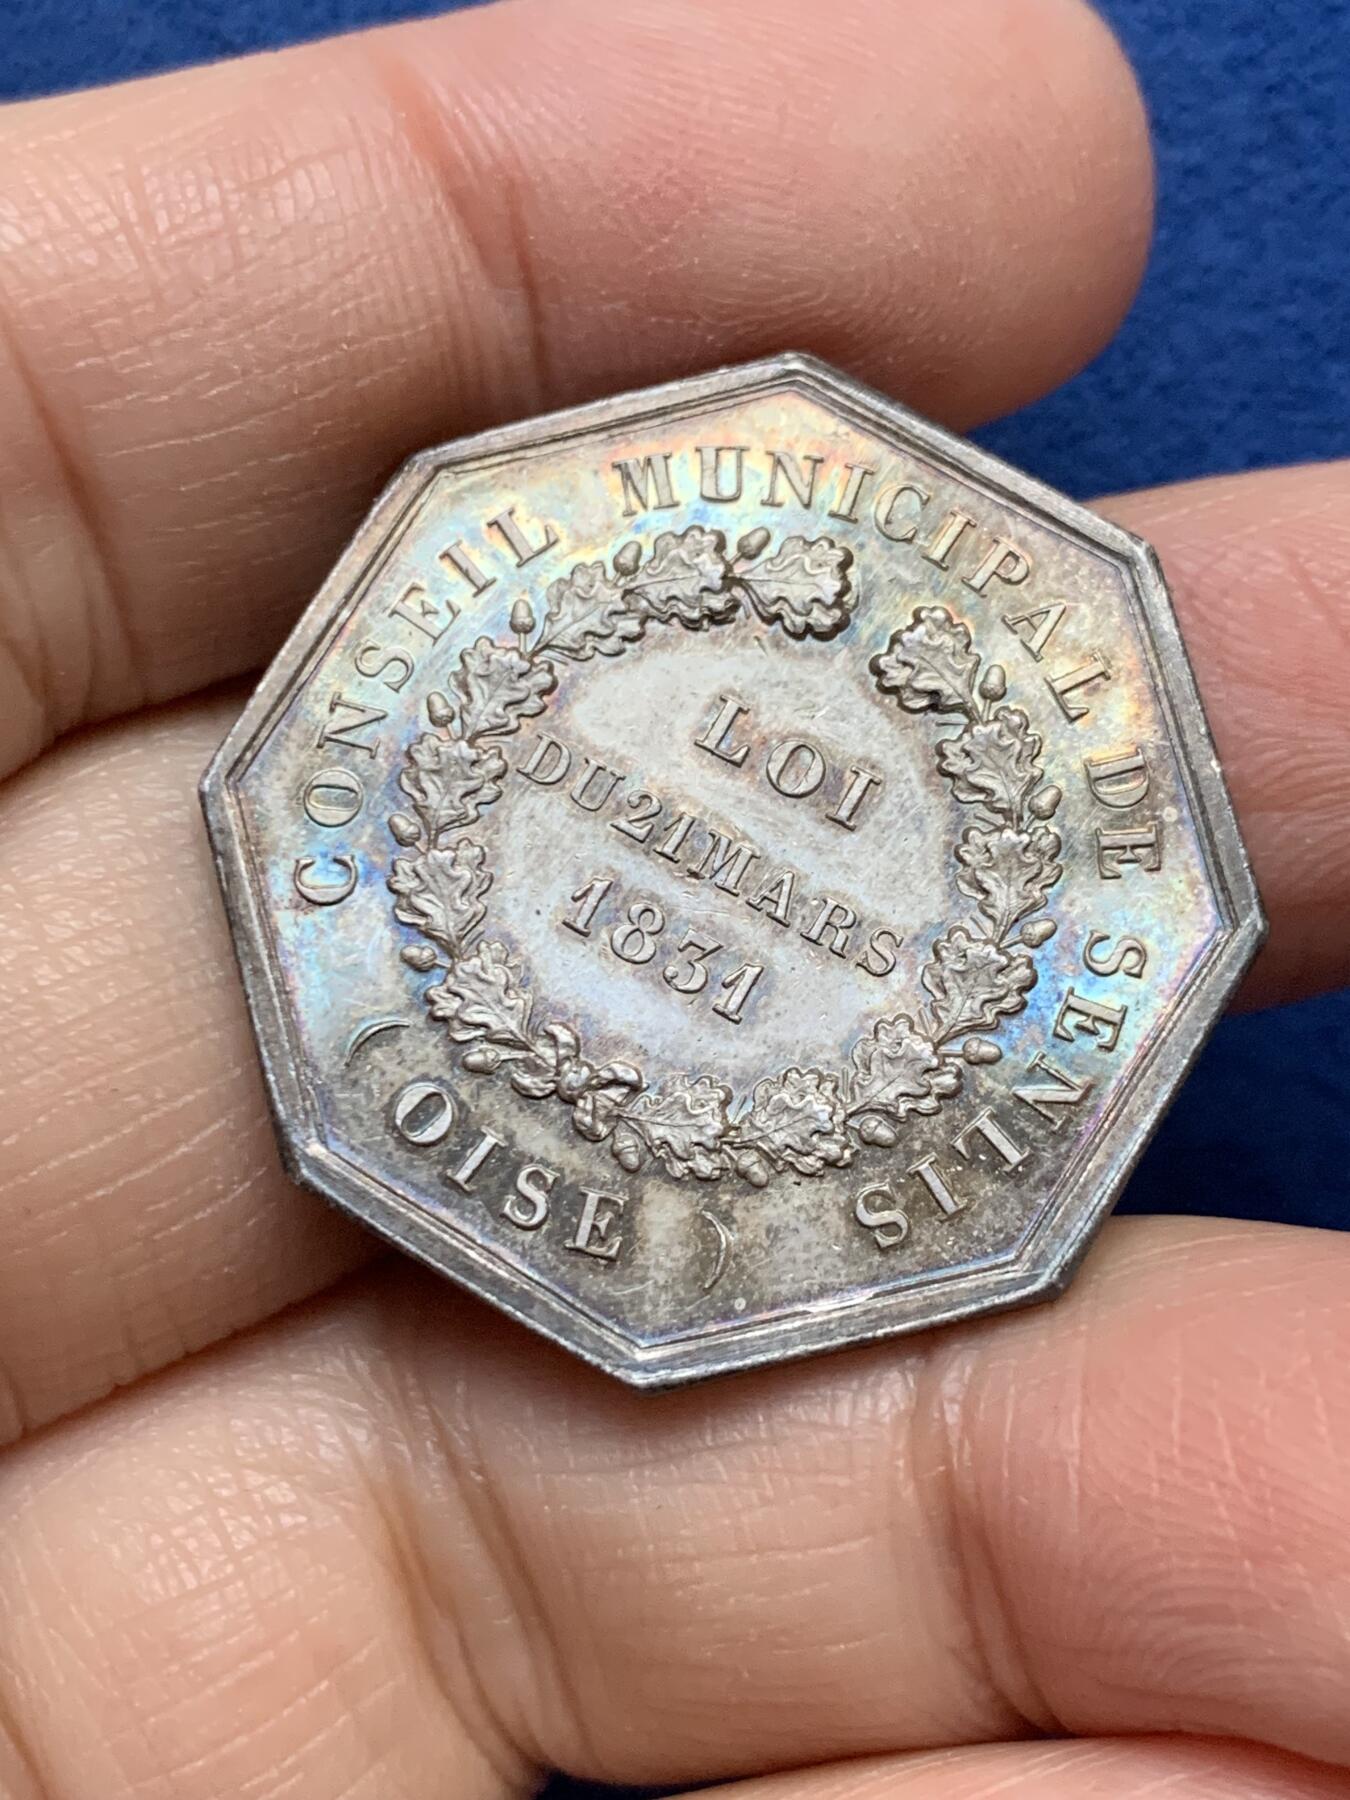 CONSEIL MUNICIPAL DE SENLIS
( OISE )
LOI
DU 21 MARS
1831